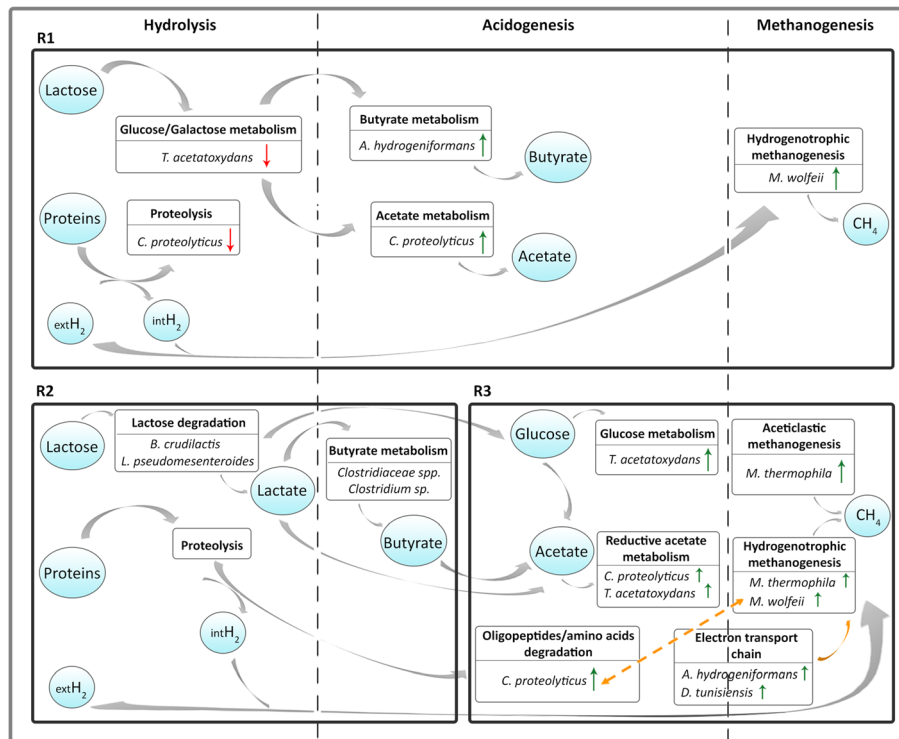 Hydrolysis
Acidogenesis
Methanogenesis
R1
Lactose
Glucose/Galactose metabolism
T. acetatoxydans
Butyrate metabolism
A. hydrogeniformans
Butyrate
Hydrogenotrophic
methanogenesis
M. wolfeii
CH4
Proteins
Proteolysis
C. proteolyticus
Acetate metabolism
C. proteolyticus
Acetate
extH2
intH2
R2
Lactose
Lactose degradation
B. crudilactis
L. pseudomesenteroides
Lactate
Butyrate metabolism
Clostridiaceae spp.
Clostridium sp.
Butyrate
Proteins
Proteolysis
intH2
extH2
R3
Glucose
Glucose metabolism
T. acetatoxydans
Aceticlastic
methanogenesis
M. thermophila
CH4
Acetate
Reductive acetate
metabolism
C. proteolyticus
T. acetatoxydans
Hydrogenotrophic
methanogenesis
M. thermophila
M. wolfeii
Oligopeptides/amino acids
degradation
C. proteolyticus
Electron transport
chain
A. hydrogeniformans
D. tunisiensis